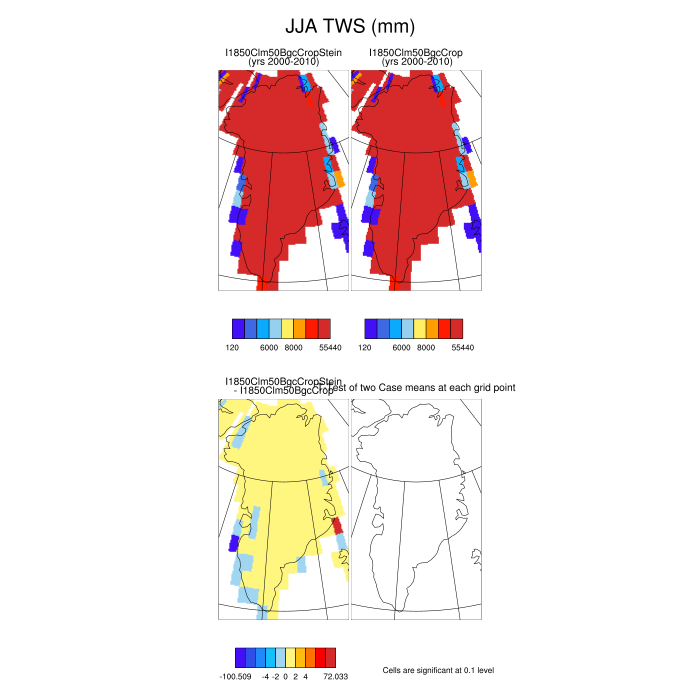 JJA TWS (mm)
I1850Clm50BgcCropStein
(yrs 2000-2010)
I1850Clm50BgcCrop
(yrs 2000-2010)
120 6000 8000 55440
120 6000 8000 55440
I1850Clm50BgcCropStein
- I1850Clm50BgcCrop
Test of two Case means at each grid point
-100.509 -4 -2 0 2 4 72.033
Cells are significant at 0.1 level